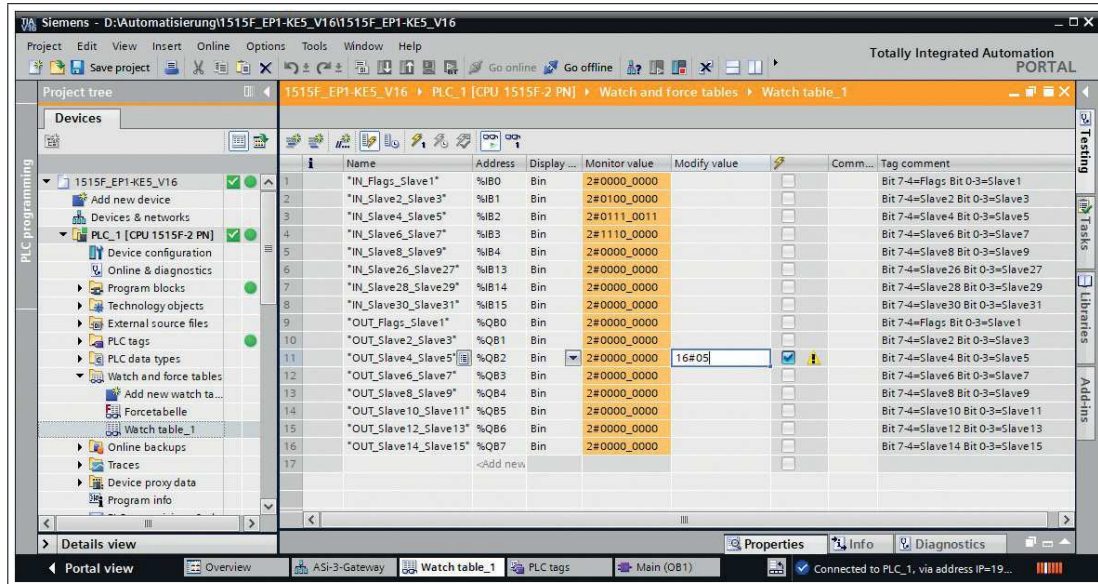 Siemens - D:\Automatisierung\1515F_EP1-KE5_V16\1515F_EP1-KE5_V16
Project Edit View Insert Online Options Tools Window Help
Totally Integrated Automation
PORTAL
Save project Go online Go offline
Project tree
1515F_EP1-KE5_V16 PLC_1 [CPU 1515F-2 PN] Watch and force tables Watch table_1
Devices
PLC programming
1515F_EP1-KE5_V16
Add new device
Devices & networks
PLC_1 [CPU 1515F-2 PN]
Device configuration
Online & diagnostics
Program blocks
Technology objects
External source files
PLC tags
PLC data types
Watch and force tables
Add new watch ta...
Forcetabelle
Watch table_1
Online backups
Traces
Device proxy data
Program info
Details view
i Name Address Display ... Monitor value Modify value Comm... Tag comment
1 "IN_Flags_Slave1" %IB0 Bin 2#0000_0000 Bit 7-4=Flags Bit 0-3=Slave1
2 "IN_Slave2_Slave3" %IB1 Bin 2#0100_0000 Bit 7-4=Slave2 Bit 0-3=Slave3
3 "IN_Slave4_Slave5" %IB2 Bin 2#0111_0011 Bit 7-4=Slave4 Bit 0-3=Slave5
4 "IN_Slave6_Slave7" %IB3 Bin 2#1110_0000 Bit 7-4=Slave6 Bit 0-3=Slave7
5 "IN_Slave8_Slave9" %IB4 Bin 2#0000_0000 Bit 7-4=Slave8 Bit 0-3=Slave9
6 "IN_Slave26_Slave27" %IB13 Bin 2#0000_0000 Bit 7-4=Slave26 Bit 0-3=Slave27
7 "IN_Slave28_Slave29" %IB14 Bin 2#0000_0000 Bit 7-4=Slave28 Bit 0-3=Slave29
8 "IN_Slave30_Slave31" %IB15 Bin 2#0000_0000 Bit 7-4=Slave30 Bit 0-3=Slave31
9 "OUT_Flags_Slave1" %QB0 Bin 2#0000_0000 Bit 7-4=Flags Bit 0-3=Slave1
10 "OUT_Slave2_Slave3" %QB1 Bin 2#0000_0000 Bit 7-4=Slave2 Bit 0-3=Slave3
11 "OUT_Slave4_Slave5" %QB2 Bin 2#0000_0000 16#05 Bit 7-4=Slave4 Bit 0-3=Slave5
12 "OUT_Slave6_Slave7" %QB3 Bin 2#0000_0000 Bit 7-4=Slave6 Bit 0-3=Slave7
13 "OUT_Slave8_Slave9" %QB4 Bin 2#0000_0000 Bit 7-4=Slave8 Bit 0-3=Slave9
14 "OUT_Slave10_Slave11" %QB5 Bin 2#0000_0000 Bit 7-4=Slave10 Bit 0-3=Slave11
15 "OUT_Slave12_Slave13" %QB6 Bin 2#0000_0000 Bit 7-4=Slave12 Bit 0-3=Slave13
16 "OUT_Slave14_Slave15" %QB7 Bin 2#0000_0000 Bit 7-4=Slave14 Bit 0-3=Slave15
17 <Add new
Testing
Tasks
Libraries
Add-ins
Properties Info Diagnostics
Portal view Overview ASi-3-Gateway Watch table_1 PLC tags Main (OB1) Connected to PLC_1, via address IP=19...